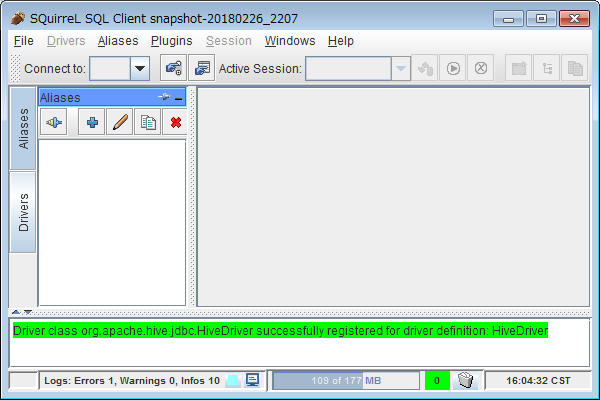 SQuirreL SQL Client snapshot-20180226_2207
File Drivers Aliases Plugins Session Windows Help
Connect to: Active Session:
Aliases
Aliases
Drivers
Driver class org.apache.hive.jdbc.HiveDriver successfully registered for driver definition: HiveDriver
Logs: Errors 1, Warnings 0, Infos 10 109 of 177 MB 0 16:04:32 CST